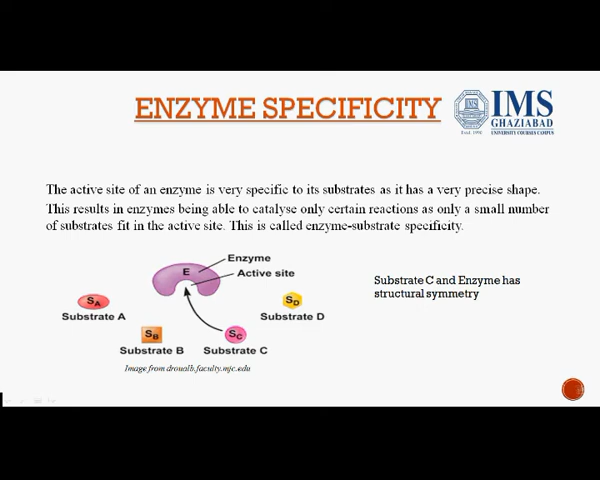 ENZYME SPECIFICITY
IMS
GHAZIABAD
UNIVERSITY COURSES CAMPUS
Estd. 1990
The active site of an enzyme is very specific to its substrates as it has a very precise shape.
This results in enzymes being able to catalyse only certain reactions as only a small number
of substrates fit in the active site. This is called enzyme-substrate specificity.
Enzyme
E
Active site
Substrate C and Enzyme has
structural symmetry
SA
Substrate A
SD
Substrate D
SB
Substrate B
SC
Substrate C
Image from droualb.faculty.mjc.edu